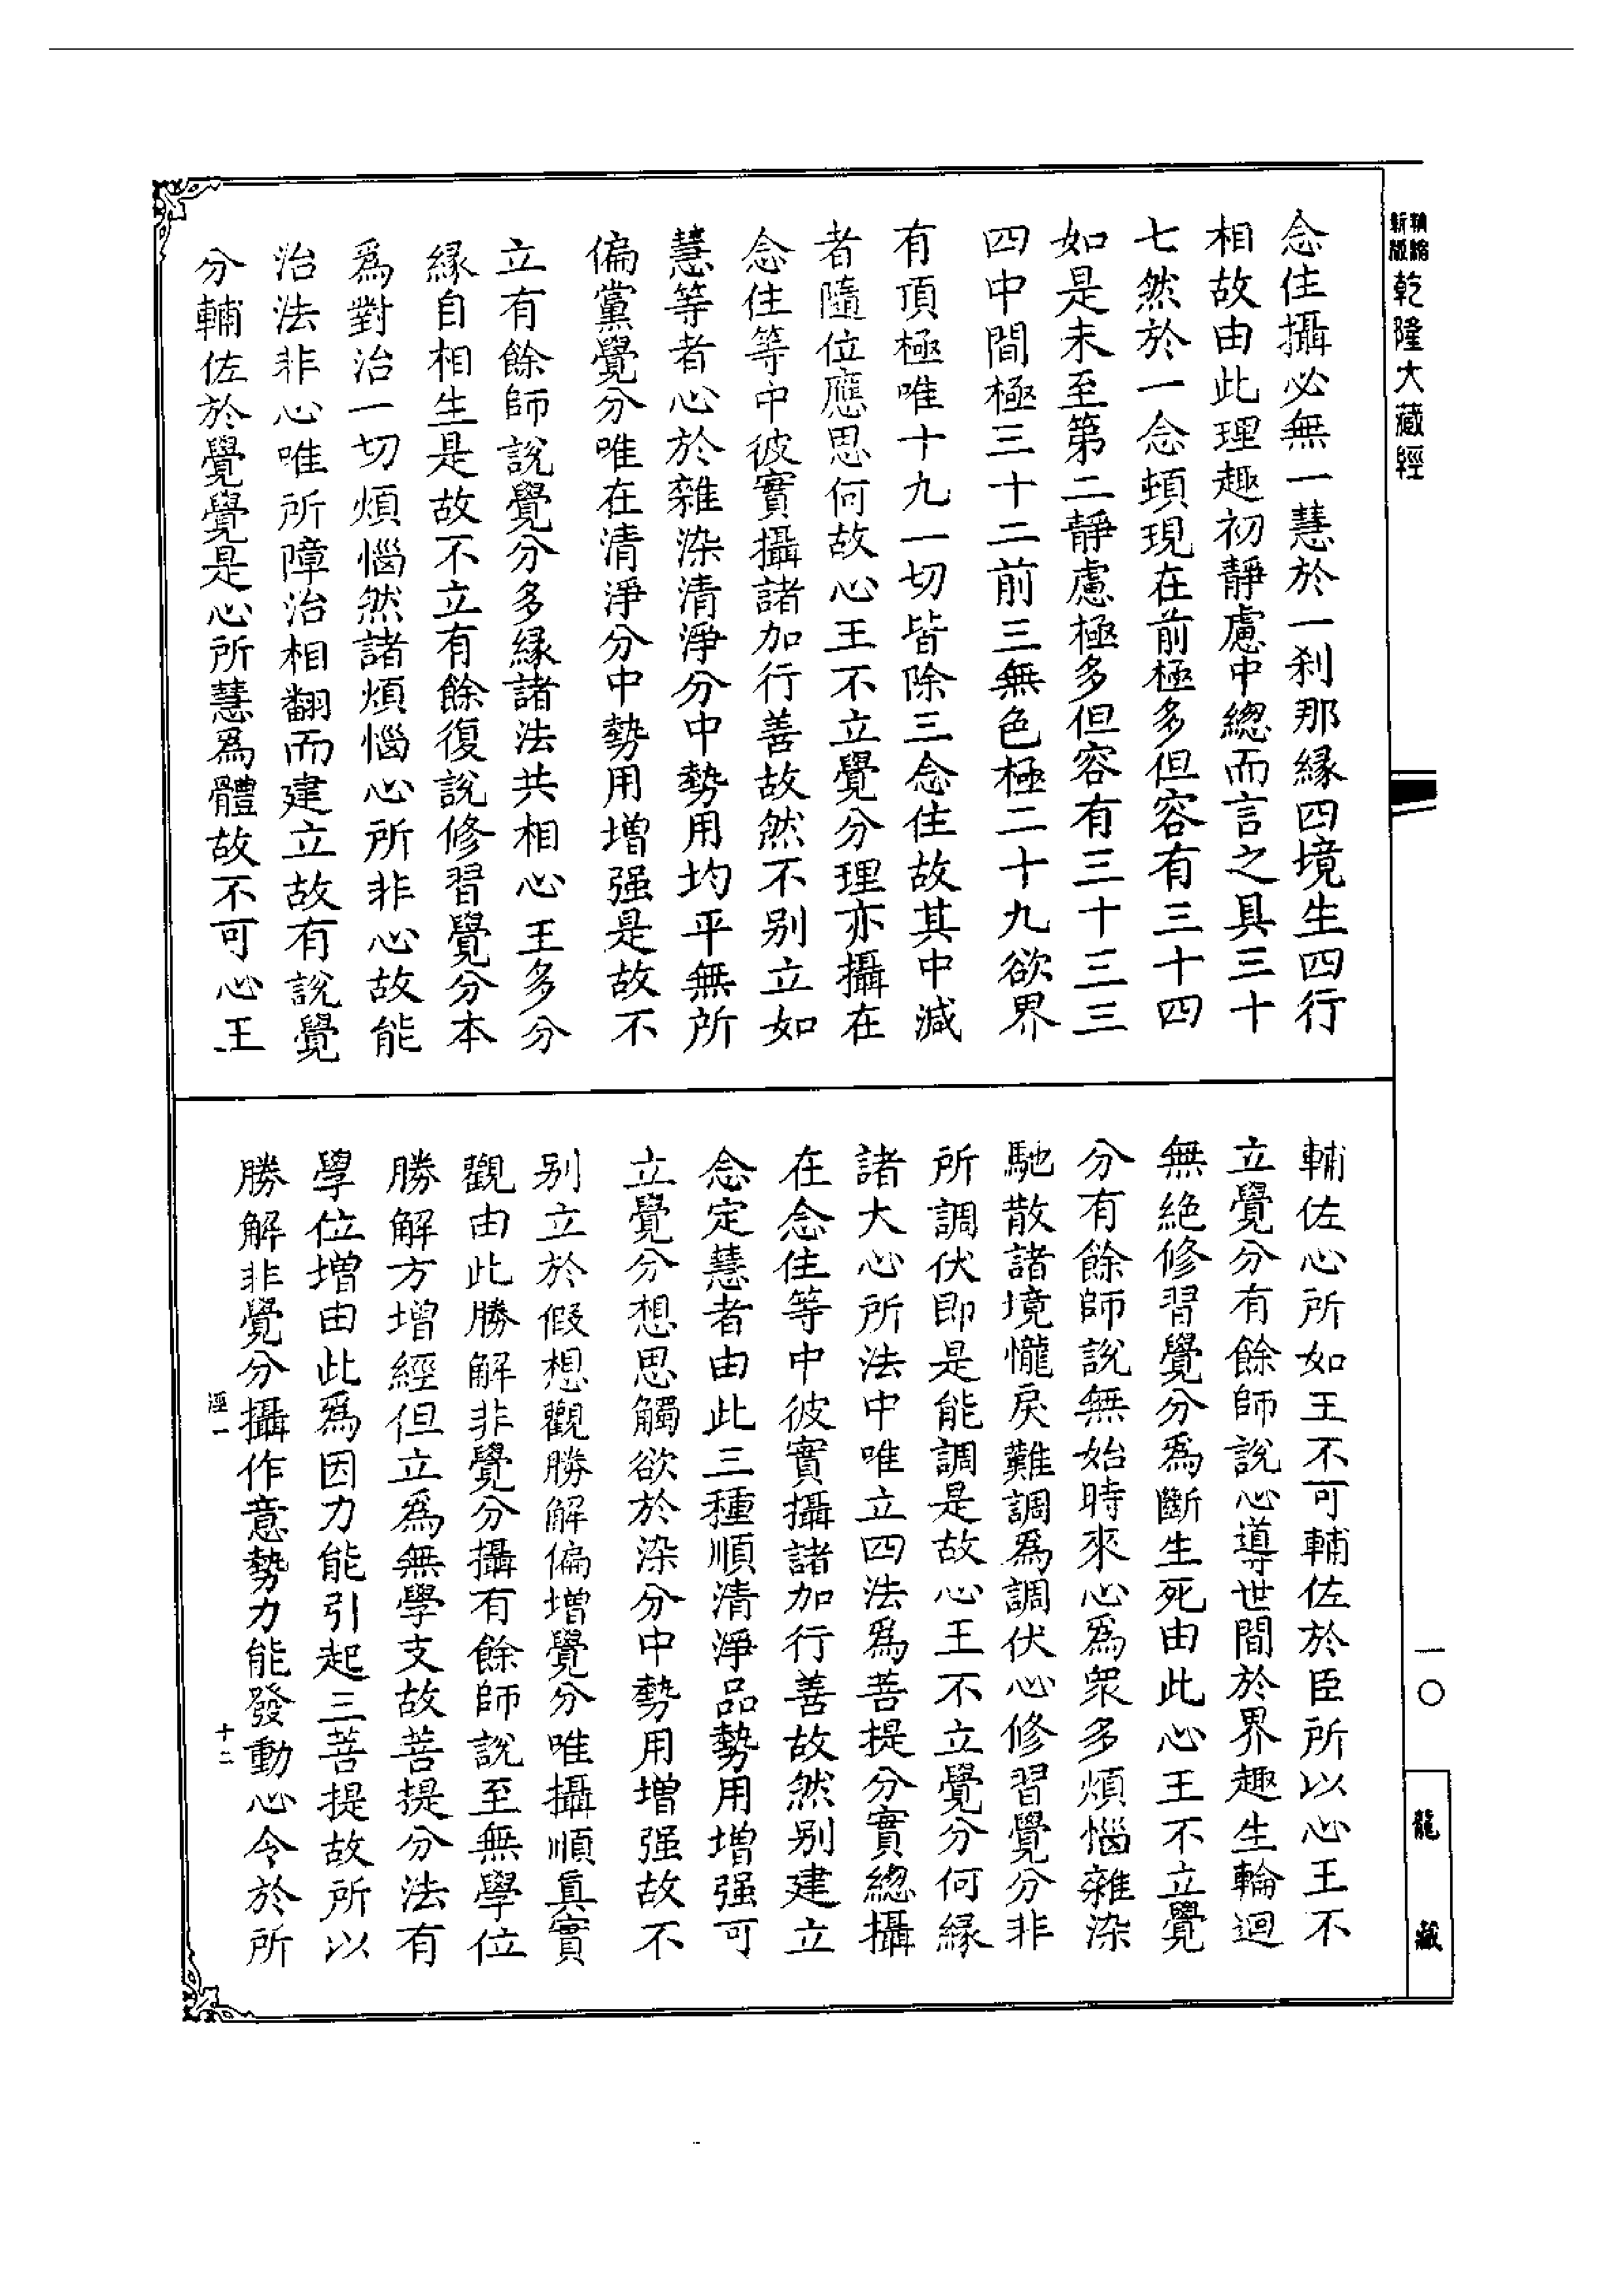 精縮新版乾隆大藏經
念住攝必無一慧於一刹那緣四境生四行
相故由此理趣初靜慮中總而言之具三十
七然於一念頓現在前極多但容有三十四
如是未至第二靜慮極多但容有三十三三
四中間極三十二前三無色極二十九欲界
有頂極唯十九一切皆除三念住故其中減
者隨位應思何故心王不立覺分理亦攝在
念住等中彼實攝諸加行善故然不别立如
慧等者心於雜染清淨分中勢用均平無所
偏黨覺分唯在清淨分中勢用增强是故不
立有餘師說覺分多緣諸法共相心王多分
緣自相生是故不立有餘復說修習覺分本
爲對治一切煩惱然諸煩惱心所非心故能
治法非心唯所障治相翻而建立故有說覺
分輔佐於覺覺是心所慧爲體故不可心王
輔佐心所如王不可輔佐於臣所以心王不
立覺分有餘師說心導世間於界趣生輪迴
無絶修習覺分爲斷生死由此心王不立覺
分有餘師說無始時來心爲衆多煩惱雜染
馳散諸境儱戾難調爲調伏心修習覺分非
所調伏即是能調是故心王不立覺分何緣
諸大心所法中唯立四法爲菩提分實總攝
在念住等中彼實攝諸加行善故然别建立
念定慧者由此三種順清淨品勢用增强可
立覺分想思觸欲於染分中勢用增强故不
别立於假想觀勝解偏增覺分唯攝順真實
觀由此勝解非覺分攝有餘師說至無學位
勝解方增經但立爲無學支故菩提分法有
學位增由此爲因力能引起三菩提故所以
勝解非覺分攝作意勢力能發動心令於所
涇一
十二
一〇
龍藏